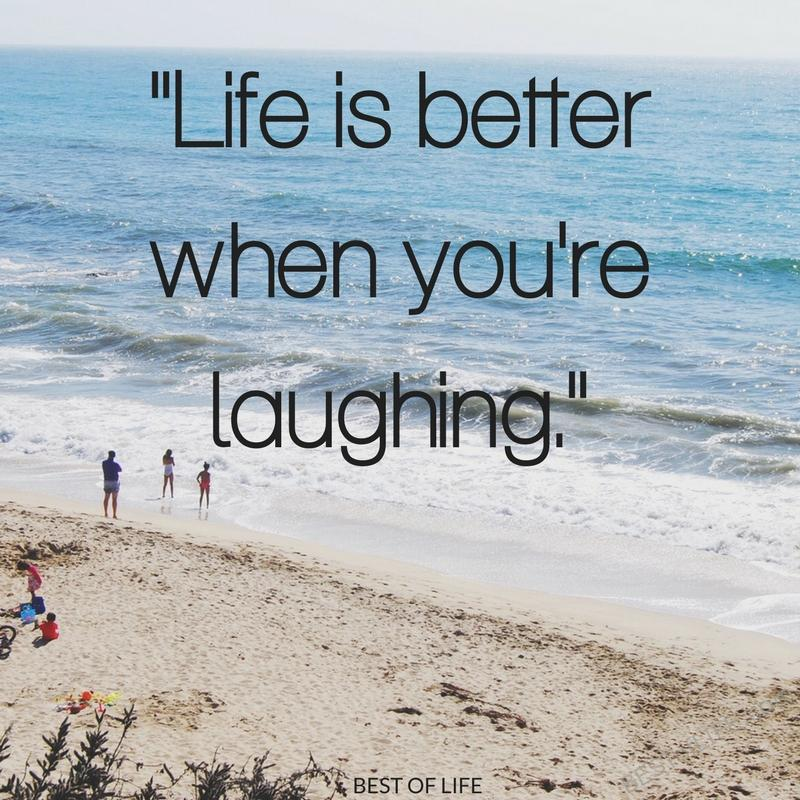 "Life is better
when you're
laughing."
BEST OF LIFE